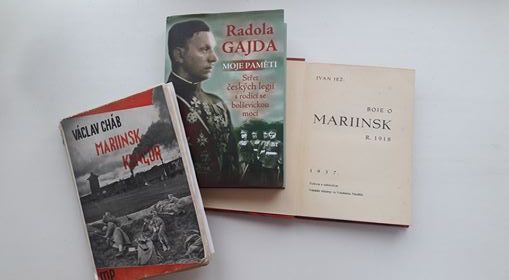 VÁCLAV CHÁB
MARIINSK
MP
Radola
GAJDA
MOJE PAMĚTI
Střet
českých legií
s rodící se
bolševickou
mocí
IVAN JEŽ:
BOJE O
MARIINSK
R. 1918
1937.